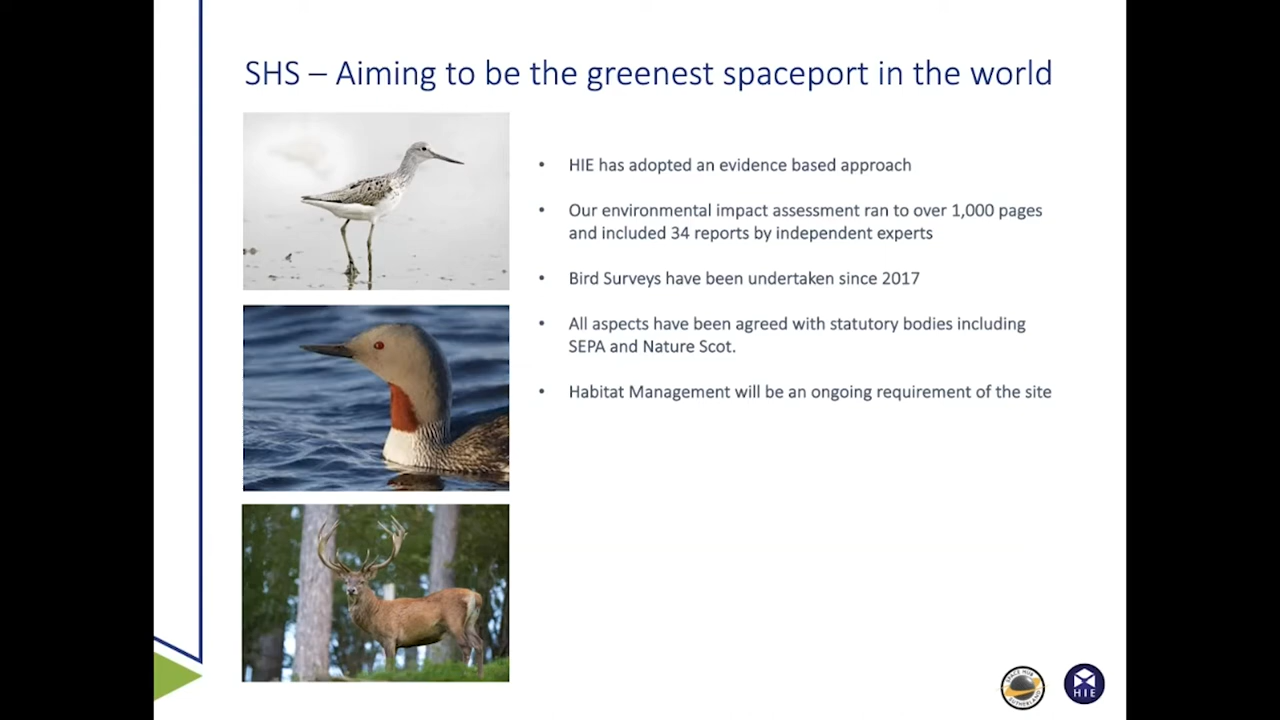 SHS – Aiming to be the greenest spaceport in the world
• HIE has adopted an evidence based approach
• Our environmental impact assessment ran to over 1,000 pages
and included 34 reports by independent experts
• Bird Surveys have been undertaken since 2017
• All aspects have been agreed with statutory bodies including
SEPA and Nature Scot.
• Habitat Management will be an ongoing requirement of the site
SPACE HUB
SUTHERLAND
HIE